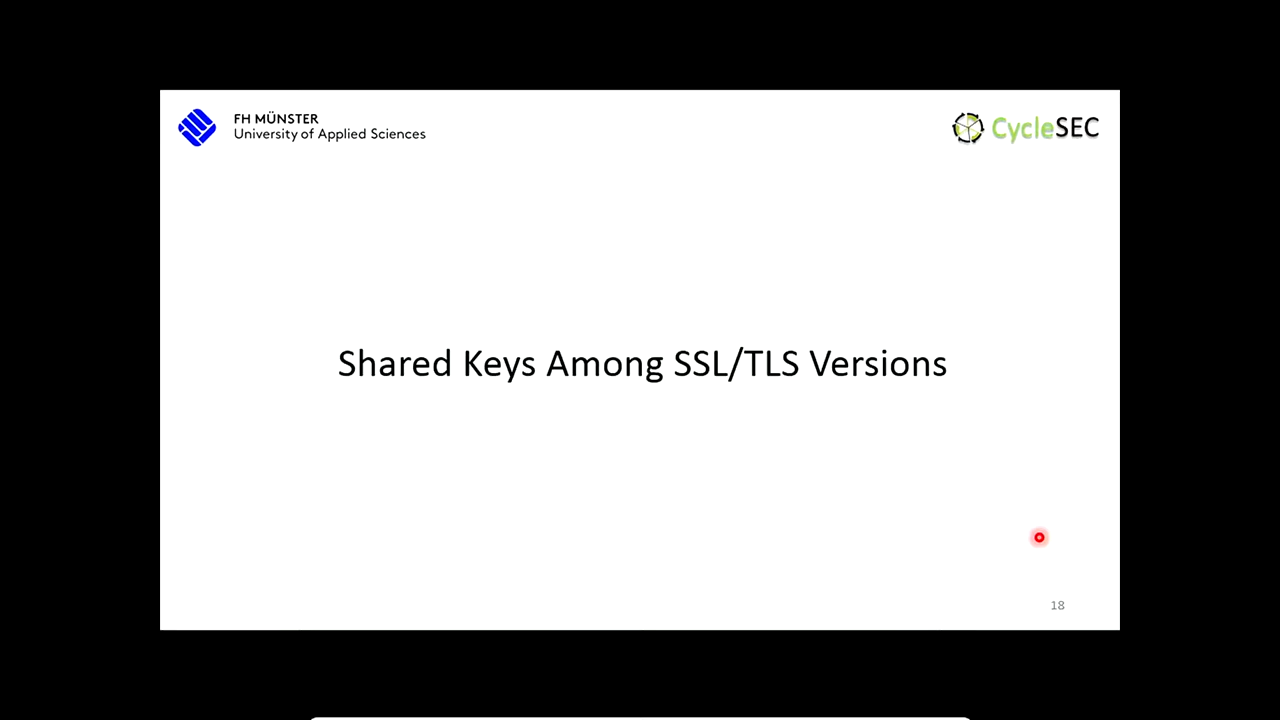 FH MÜNSTER
University of Applied Sciences
CycleSEC
Shared Keys Among SSL/TLS Versions
18